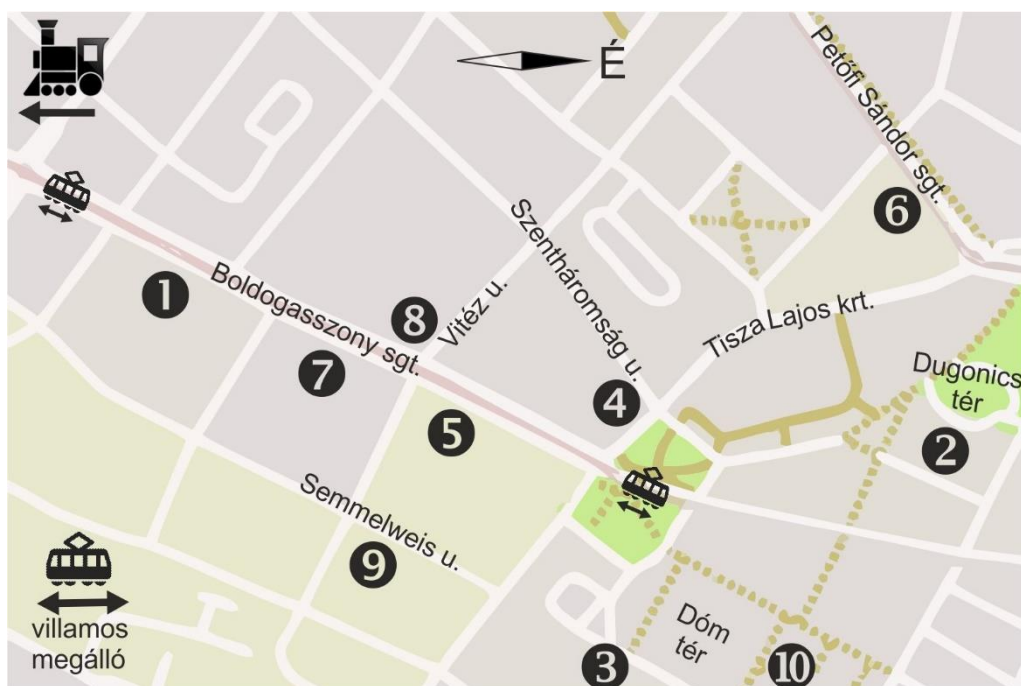 É
Petőfi Sándor sgt.
6
Szentháromság u.
1
Boldogasszony sgt.
8
Vitéz u.
Tisza Lajos krt.
7
4
Dugonics
tér
5
2
Semmelweis u.
9
villamos
megálló
Dóm
tér
3
10